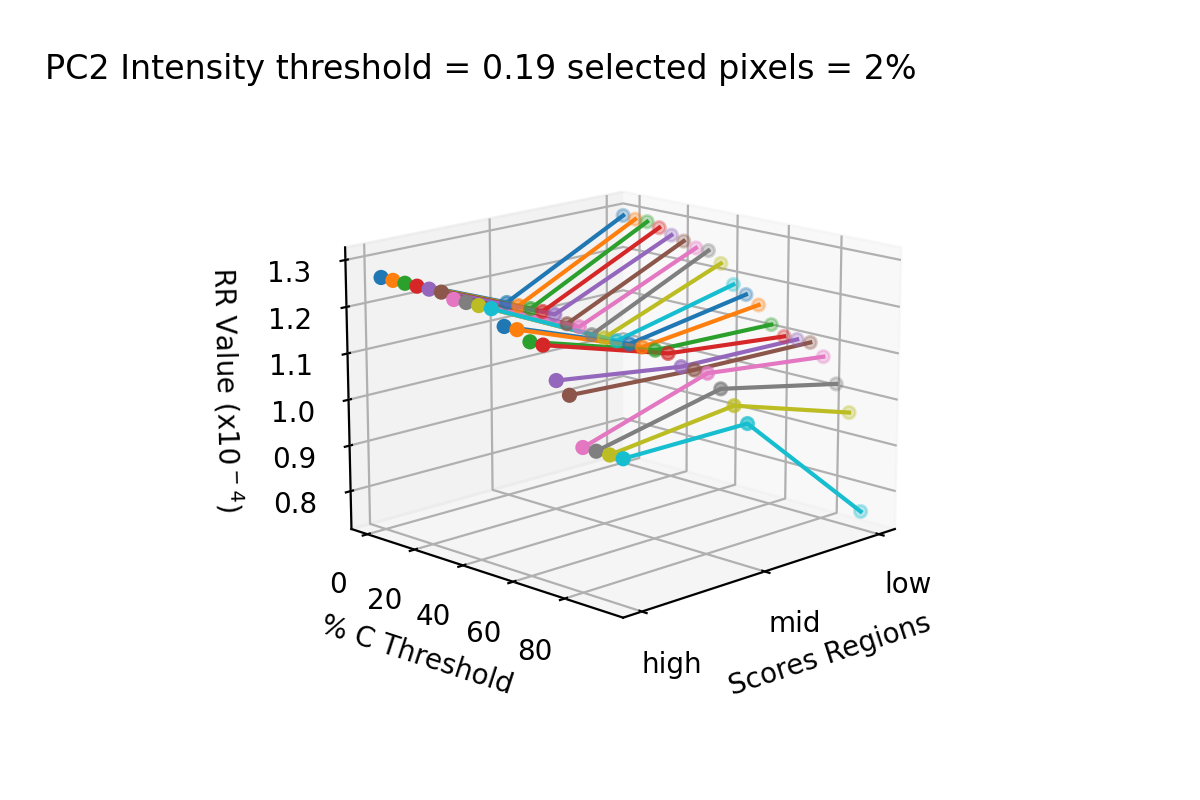 PC2 Intensity threshold = 0.19 selected pixels = 2%
1.3
1.2
1.1
1.0
0.9
0.8
RR Value (x10⁻⁴)
0
20
40
60
80
% C Threshold
high
mid
low
Scores Regions